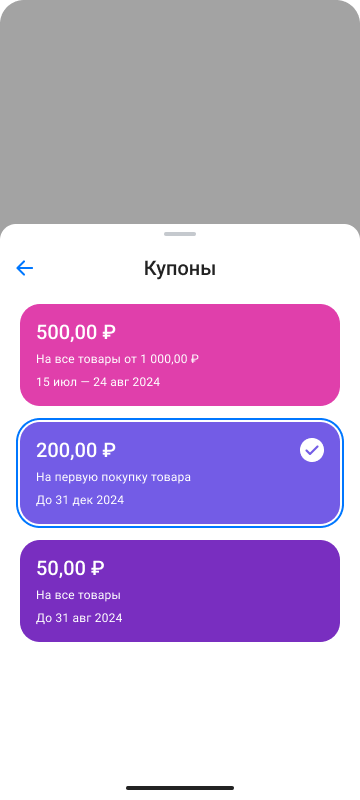 Купоны
500,00 ₽
На все товары от 1 000,00 ₽
15 июл — 24 авг 2024
200,00 ₽
На первую покупку товара
До 31 дек 2024
50,00 ₽
На все товары
До 31 авг 2024